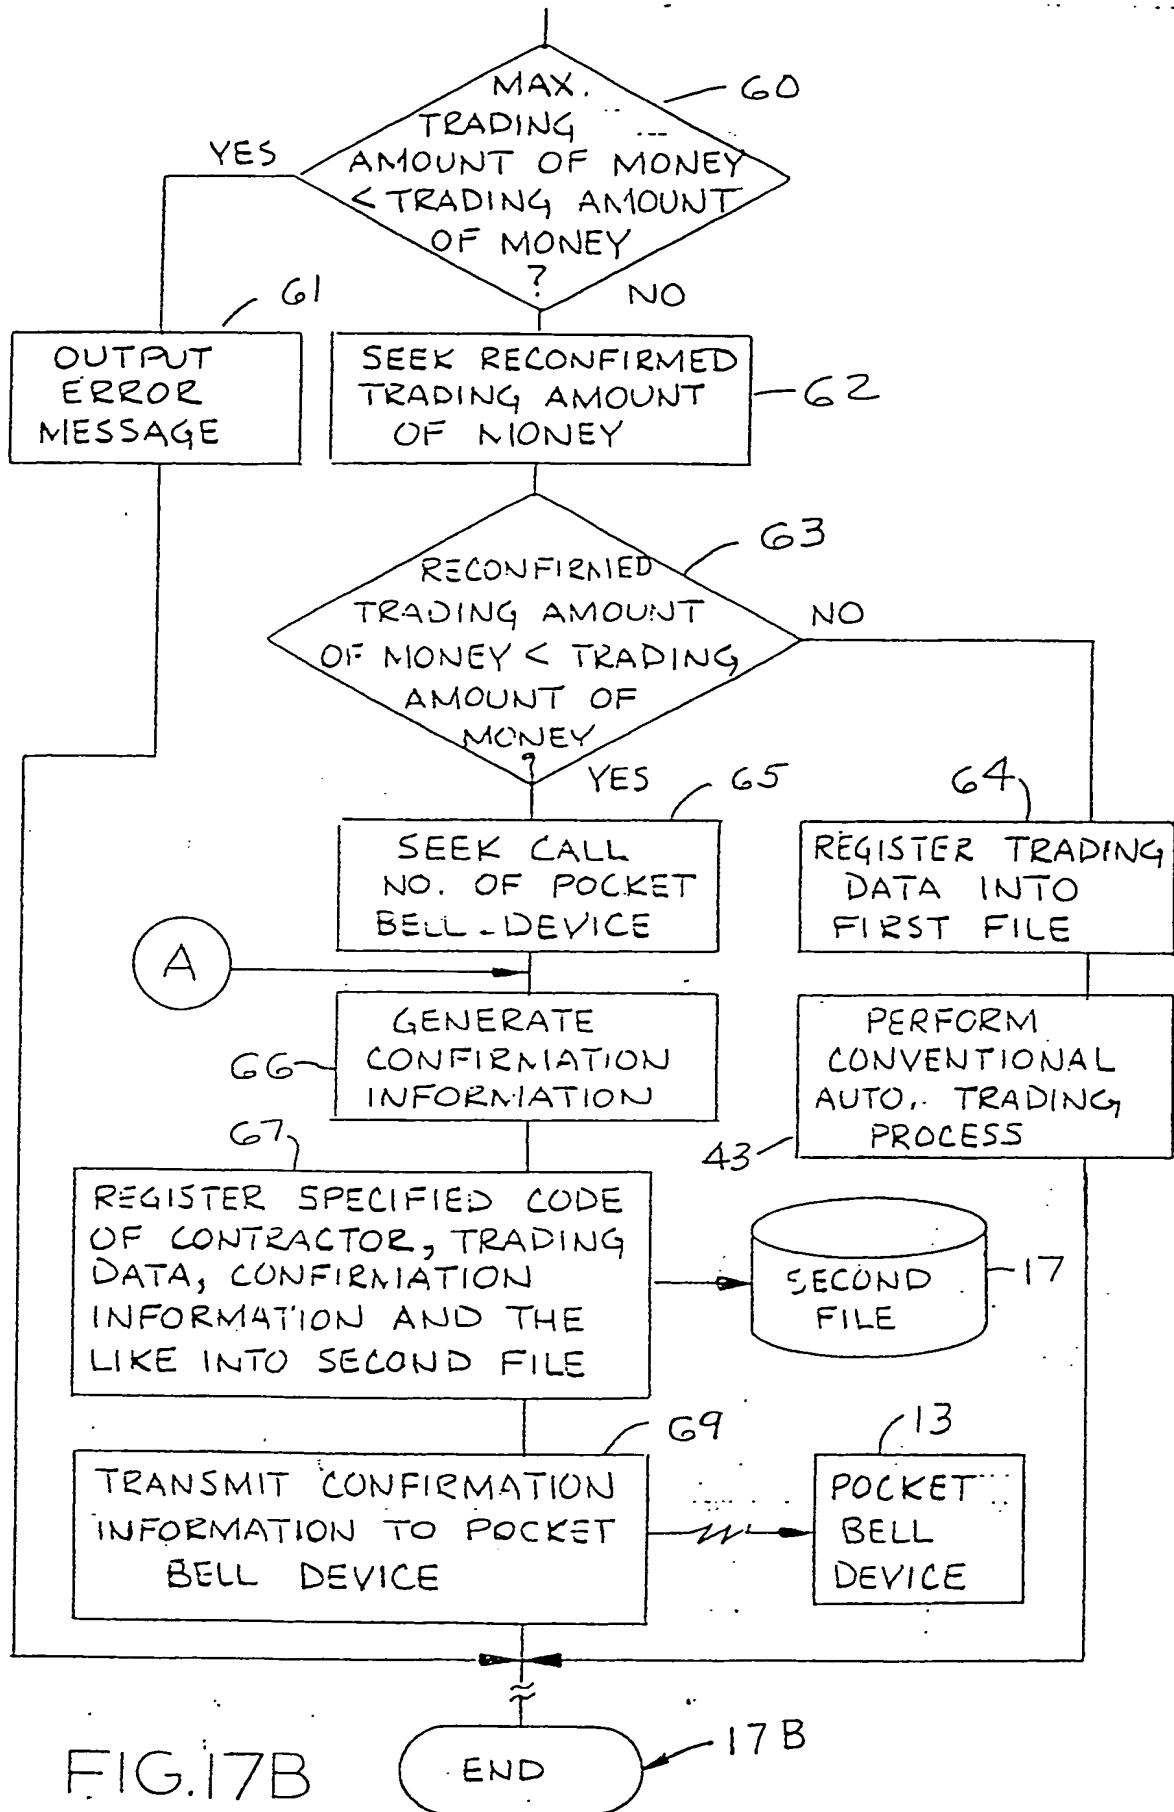 MAX.
TRADING
AMOUNT OF MONEY
< TRADING AMOUNT
OF MONEY
?
60
YES
NO
61
OUTPUT
ERROR
MESSAGE
SEEK RECONFIRMED
TRADING AMOUNT
OF MONEY
62
RECONFIRMED
TRADING AMOUNT
OF MONEY < TRADING
AMOUNT OF
MONEY
?
63
NO
YES
65
SEEK CALL
NO. OF POCKET
BELL-DEVICE
64
REGISTER TRADING
DATA INTO
FIRST FILE
A
GENERATE
CONFIRMATION
INFORMATION
66
PERFORM
CONVENTIONAL
AUTO. TRADING
PROCESS
43
67
REGISTER SPECIFIED CODE
OF CONTRACTOR, TRADING
DATA, CONFIRMATION
INFORMATION AND THE
LIKE INTO SECOND FILE
SECOND
FILE
17
69
TRANSMIT CONFIRMATION
INFORMATION TO POCKET
BELL DEVICE
13
POCKET
BELL
DEVICE
END
17B
FIG.17B